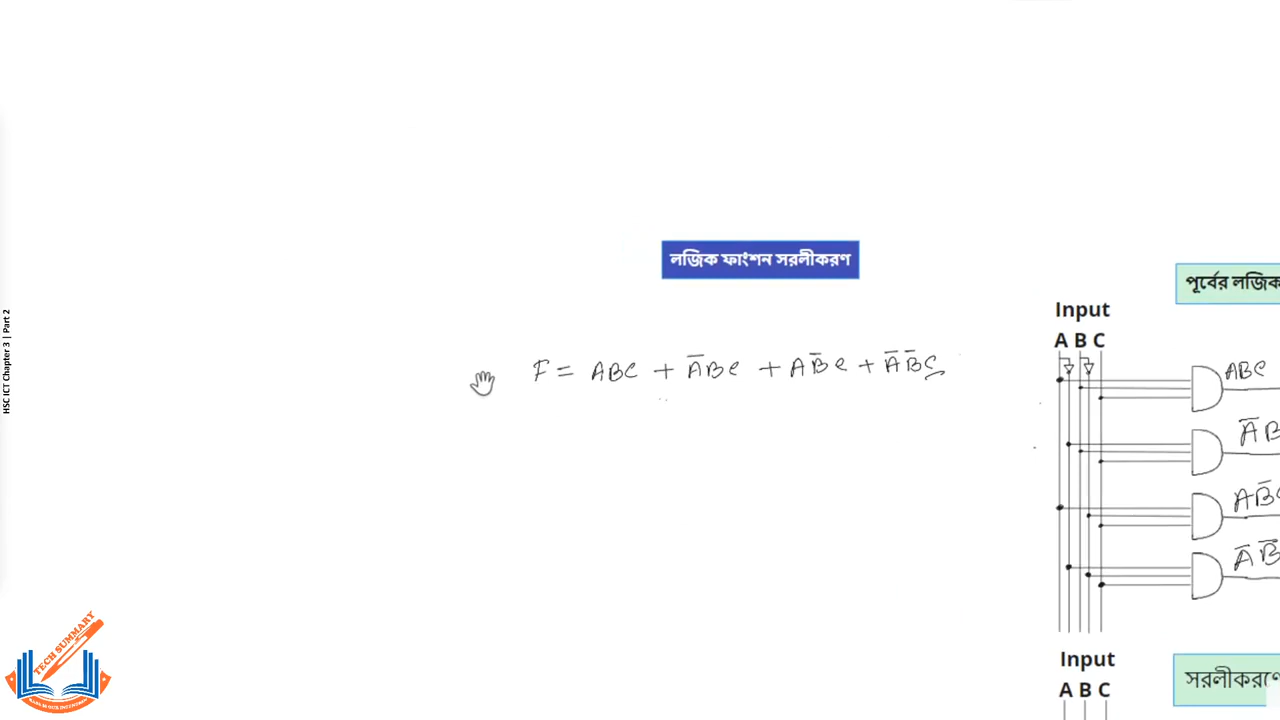 HSC ICT Chapter 3 | Part 2
লজিক ফাংশন সরলীকরণ
F = ABC + A̅BC + AB̅C + A̅B̅C
পূর্বের লজিক
Input
A B C
ABC
A̅B
AB̅C
A̅B̅
Input
A B C
সরলীকরণে
TECH SUMMARY